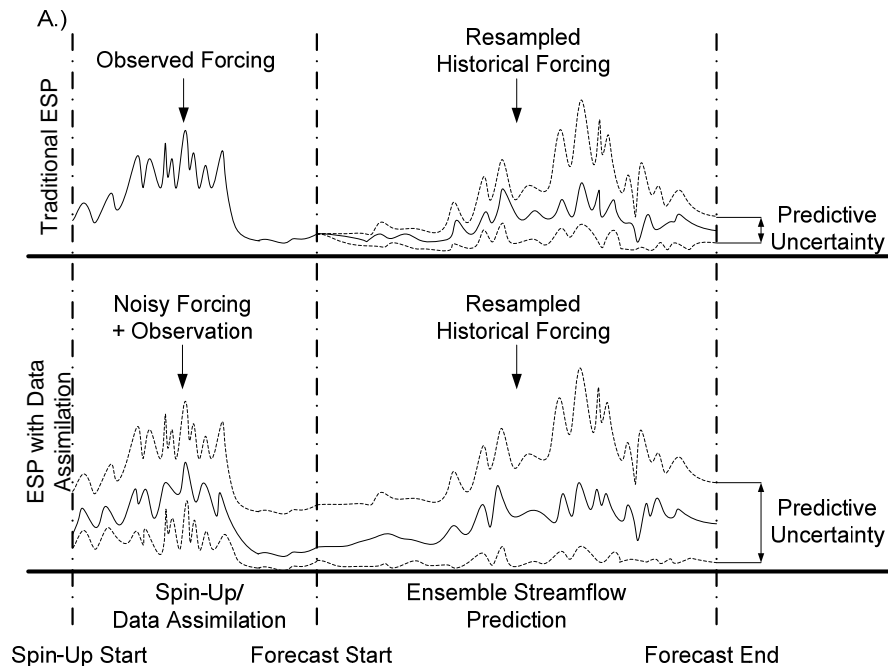 A.)
Traditional ESP
Observed Forcing
Resampled
Historical Forcing
Predictive
Uncertainty
ESP with Data
Assimilation
Noisy Forcing
+ Observation
Resampled
Historical Forcing
Predictive
Uncertainty
Spin-Up/
Data Assimilation
Ensemble Streamflow
Prediction
Spin-Up Start
Forecast Start
Forecast End